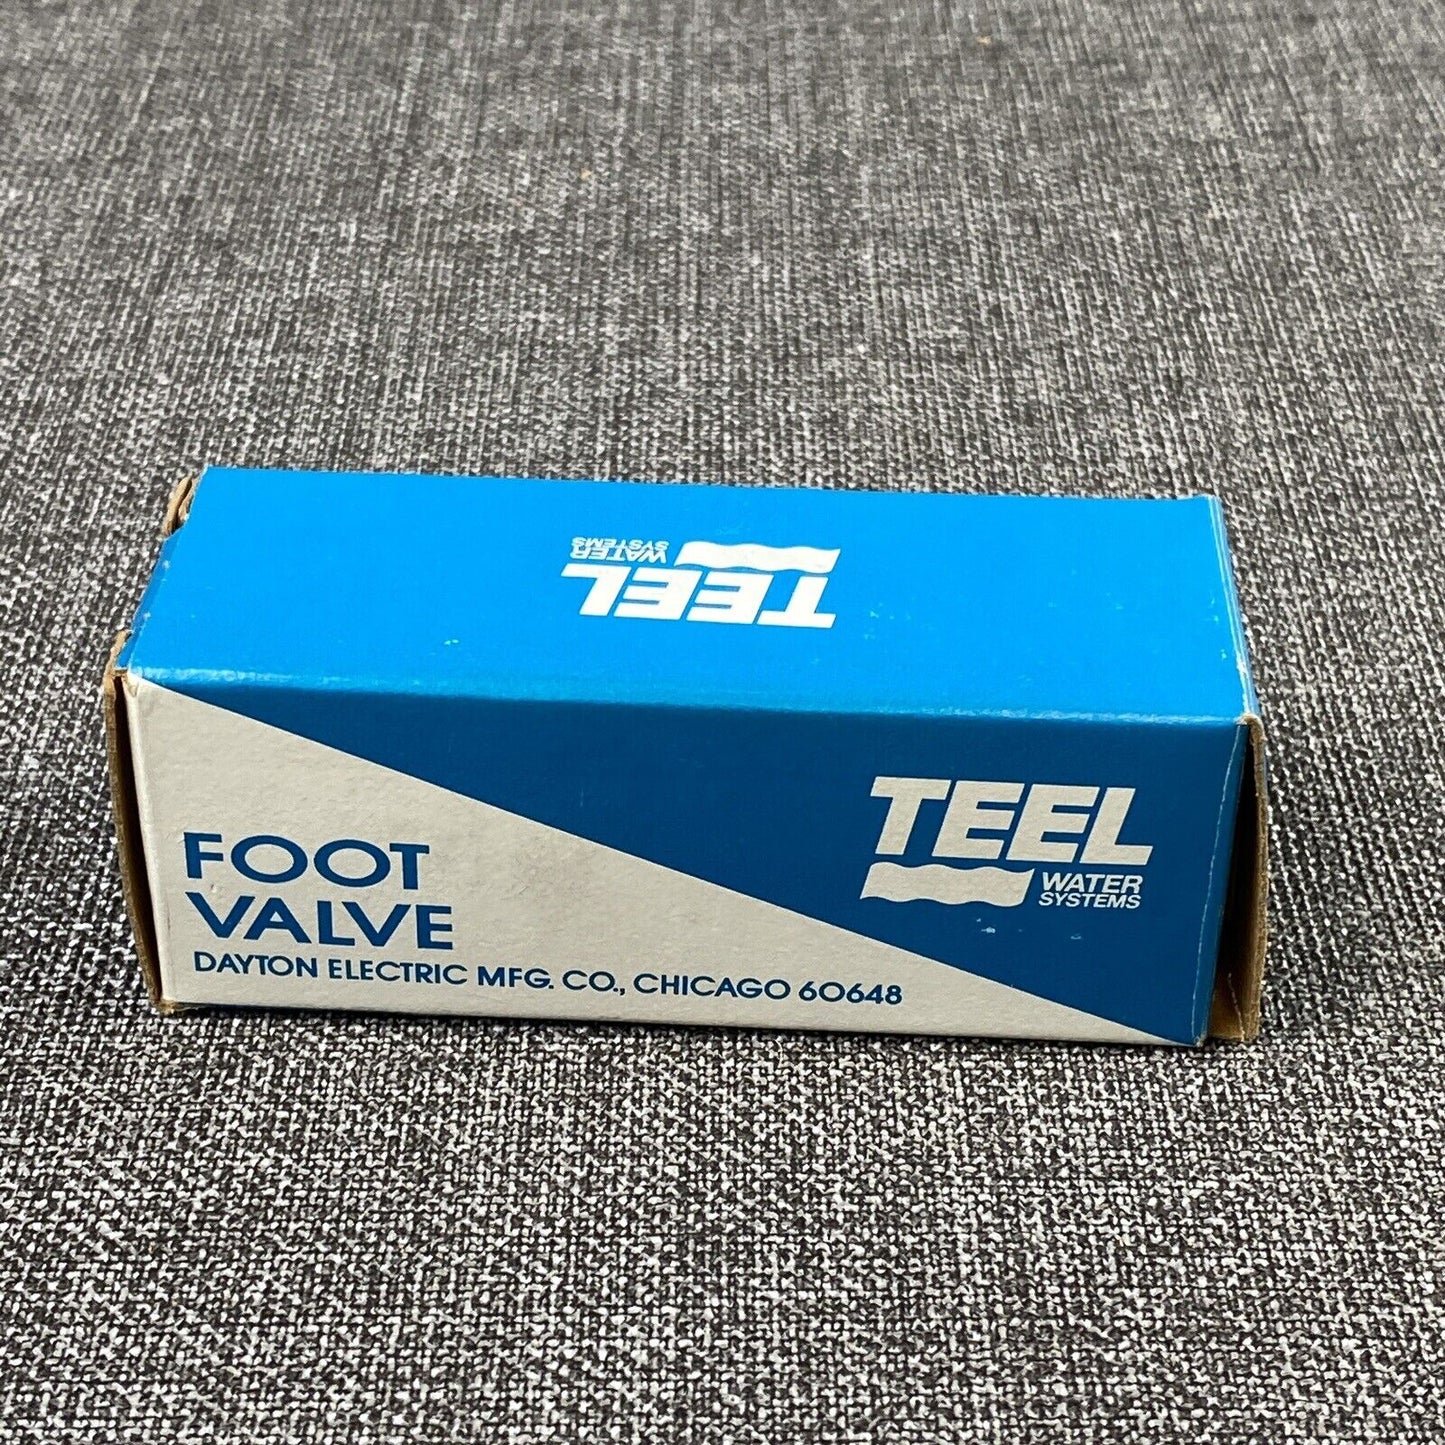 TEEL
WATER
SYSTEMS
FOOT
VALVE
DAYTON ELECTRIC MFG. CO., CHICAGO 60648
TEEL
WATER
SYSTEMS